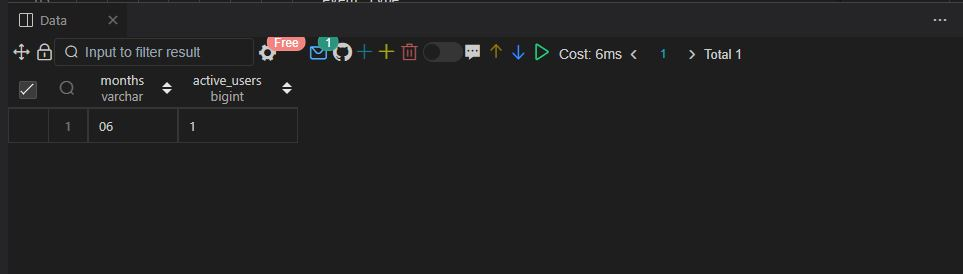 Data
Input to filter result
Free
1
Cost: 6ms
1
Total 1
months
varchar
active_users
bigint
1 06 1